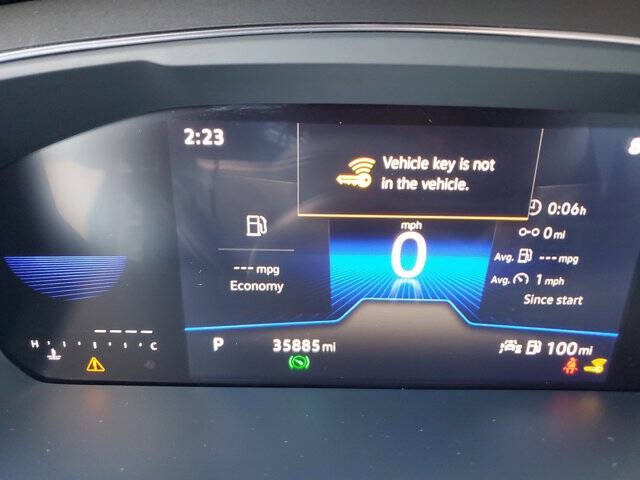 2:23
Vehicle key is not
in the vehicle.
0:06h
0 mi
Avg. --- mpg
Avg. 1 mph
Since start
mph
0
--- mpg
Economy
----
H C
P
35885 mi
100 mi